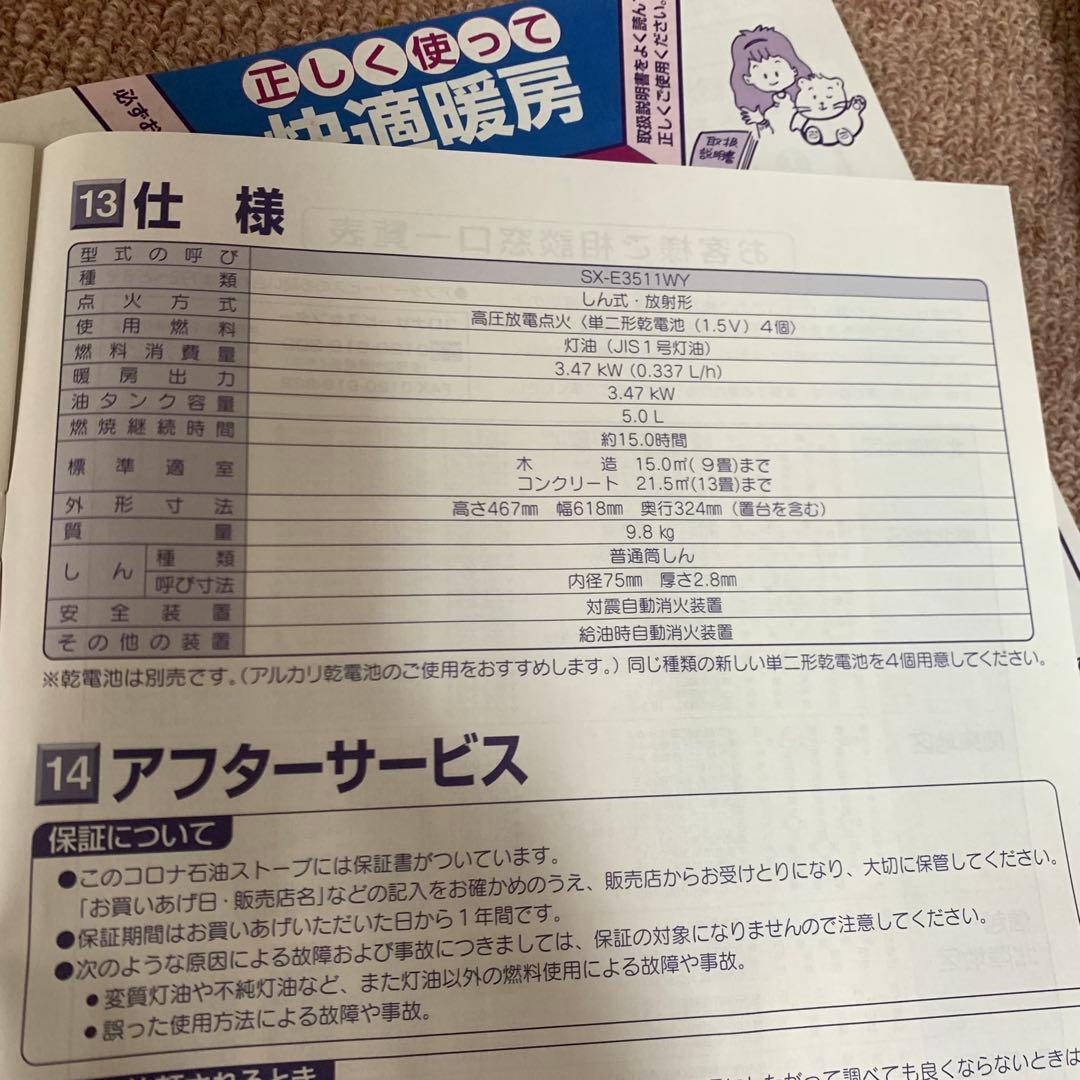 正しく使って
快適暖房
必ずお
取扱説明書をよく読んで
正しくご使用ください。
取扱
説明書
13 仕様
型式の呼び SX-E3511WY
種類 しん式・放射形
点火方式 高圧放電点火〈単二形乾電池(1.5V)4個〉
使用燃料 灯油(JIS1号灯油)
燃料消費量 3.47 kW (0.337 L/h)
暖房出力 3.47 kW
油タンク容量 5.0 L
燃焼継続時間 約15.0時間
標準適室 木造 15.0㎡(9畳)まで
コンクリート 21.5㎡(13畳)まで
外形寸法 高さ467㎜ 幅618㎜ 奥行324㎜(置台を含む)
質量 9.8 kg
しん 種類 普通筒しん
呼び寸法 内径75㎜ 厚さ2.8㎜
安全装置 対震自動消火装置
その他の装置 給油時自動消火装置
※乾電池は別売です。(アルカリ乾電池のご使用をおすすめします。)同じ種類の新しい単二形乾電池を4個用意してください。
14 アフターサービス
保証について
●このコロナ石油ストーブには保証書がついています。
「お買いあげ日・販売店名」などの記入をお確かめのうえ、販売店からお受けとりになり、大切に保管してください。
●保証期間はお買いあげいただいた日から1年間です。
●次のような原因による故障および事故につきましては、保証の対象になりませんので注意してください。
●変質灯油や不純灯油など、また灯油以外の燃料使用による故障や事故。
●誤った使用方法による故障や事故。
されるとき
たがって調べても良くならないときは